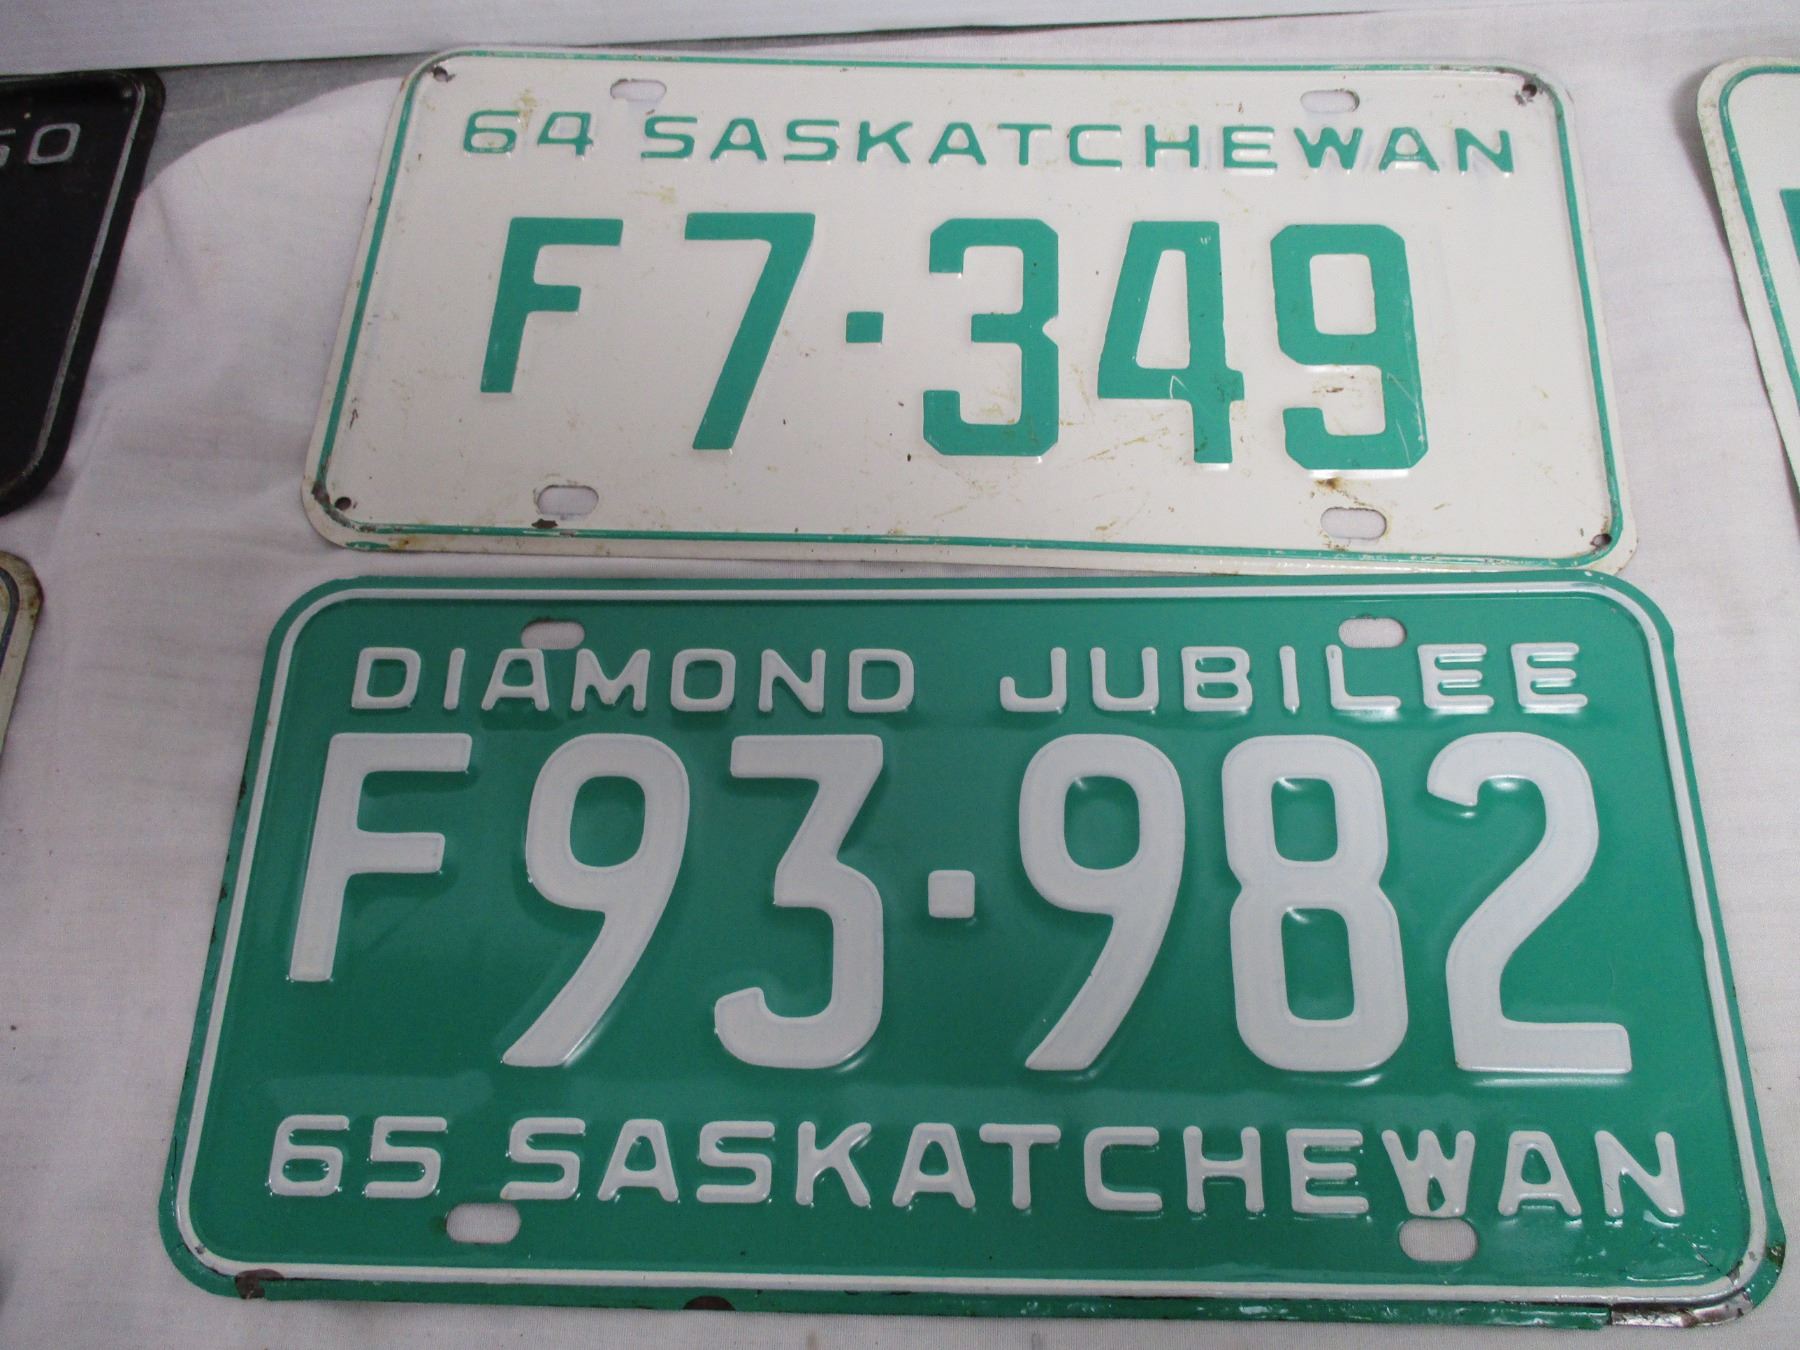 64 SASKATCHEWAN
F7·349
DIAMOND JUBILEE
F93·982
65 SASKATCHEWAN